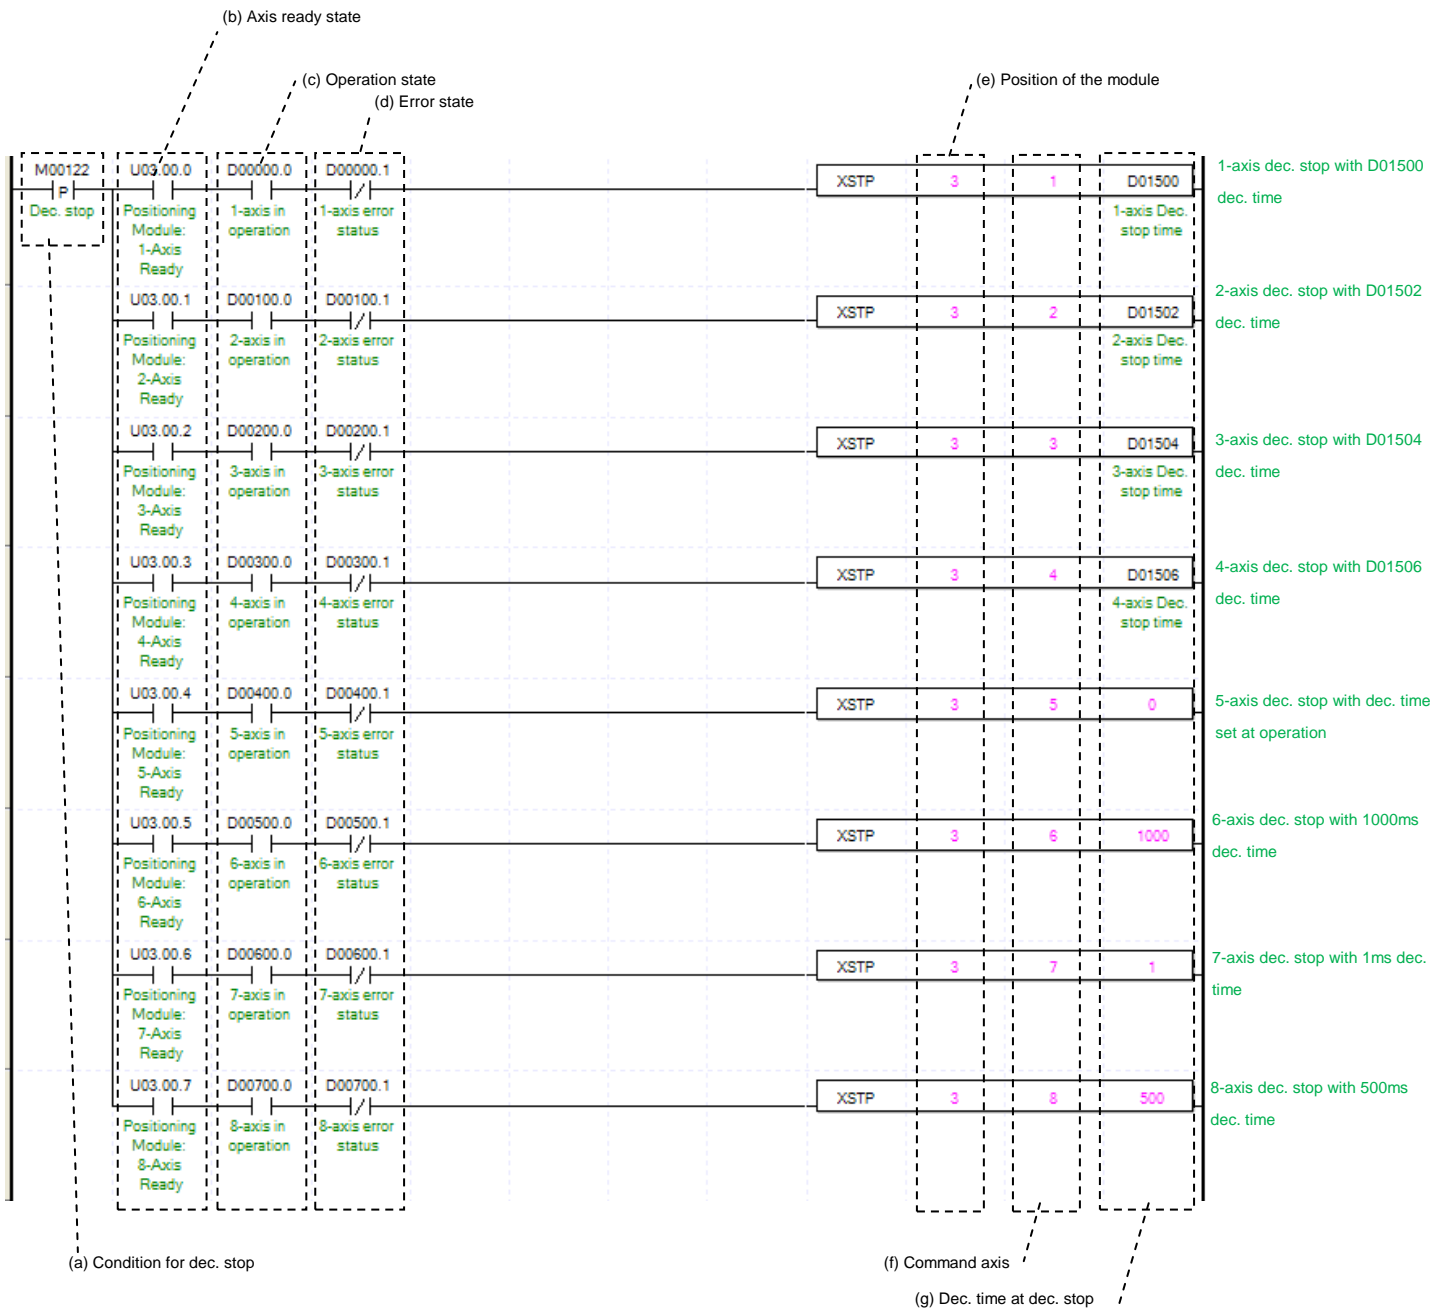 (b) Axis ready state
(c) Operation state
(e) Position of the module
(d) Error state
M00122
P
Dec. stop
U03.00.0 D00000.0 D00000.1
XSTP 3 1 D01500
Positioning
Module:
1-Axis
Ready
1-axis in
operation
1-axis error
status
1-axis Dec.
stop time
1-axis dec. stop with D01500
dec. time
U03.00.1 D00100.0 D00100.1
XSTP 3 2 D01502
Positioning
Module:
2-Axis
Ready
2-axis in
operation
2-axis error
status
2-axis Dec.
stop time
2-axis dec. stop with D01502
dec. time
U03.00.2 D00200.0 D00200.1
XSTP 3 3 D01504
Positioning
Module:
3-Axis
Ready
3-axis in
operation
3-axis error
status
3-axis Dec.
stop time
3-axis dec. stop with D01504
dec. time
U03.00.3 D00300.0 D00300.1
XSTP 3 4 D01506
Positioning
Module:
4-Axis
Ready
4-axis in
operation
4-axis error
status
4-axis Dec.
stop time
4-axis dec. stop with D01506
dec. time
U03.00.4 D00400.0 D00400.1
XSTP 3 5 0
Positioning
Module:
5-Axis
Ready
5-axis in
operation
5-axis error
status
5-axis dec. stop with dec. time
set at operation
U03.00.5 D00500.0 D00500.1
XSTP 3 6 1000
Positioning
Module:
6-Axis
Ready
6-axis in
operation
6-axis error
status
6-axis dec. stop with 1000ms
dec. time
U03.00.6 D00600.0 D00600.1
XSTP 3 7 1
Positioning
Module:
7-Axis
Ready
7-axis in
operation
7-axis error
status
7-axis dec. stop with 1ms dec.
time
U03.00.7 D00700.0 D00700.1
XSTP 3 8 500
Positioning
Module:
8-Axis
Ready
8-axis in
operation
8-axis error
status
8-axis dec. stop with 500ms
dec. time
(a) Condition for dec. stop
(f) Command axis
(g) Dec. time at dec. stop